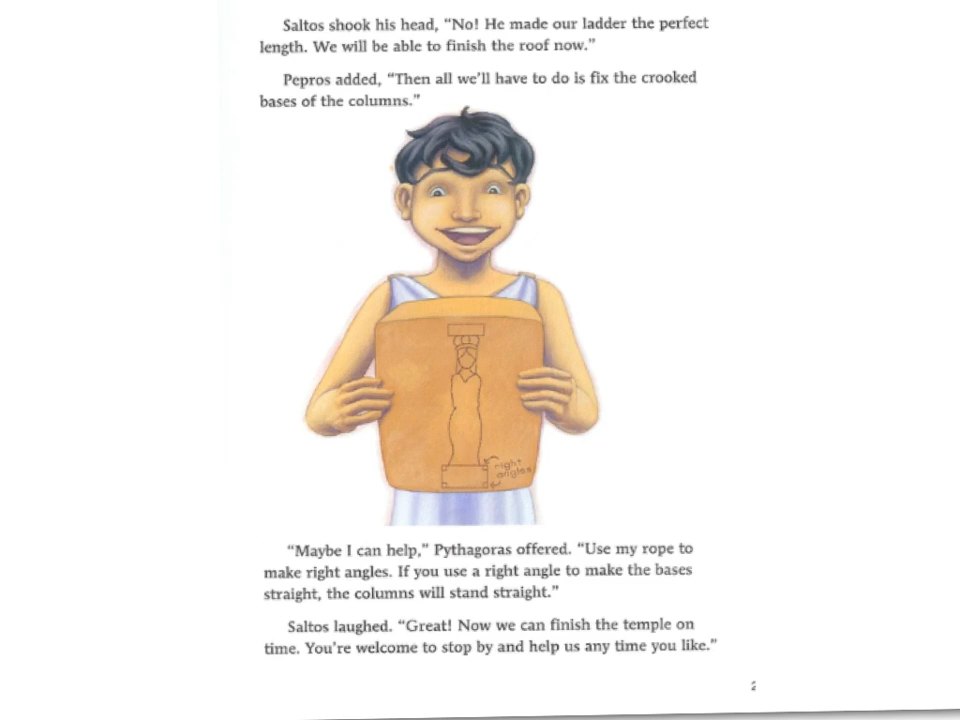 Saltos shook his head, “No! He made our ladder the perfect
length. We will be able to finish the roof now.”
Pepros added, “Then all we’ll have to do is fix the crooked
bases of the columns.”
right
angles
“Maybe I can help,” Pythagoras offered. “Use my rope to
make right angles. If you use a right angle to make the bases
straight, the columns will stand straight.”
Saltos laughed. “Great! Now we can finish the temple on
time. You’re welcome to stop by and help us any time you like.”